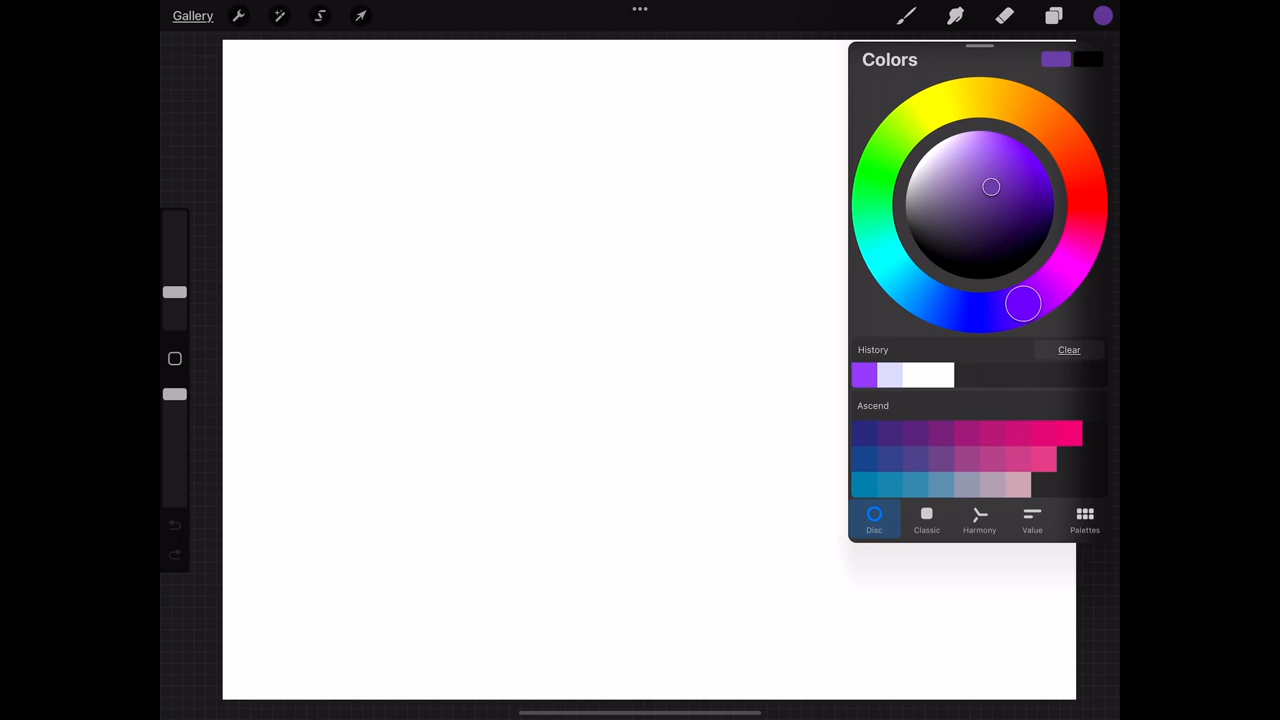 Gallery
Colors
History
Clear
Ascend
Disc
Classic
Harmony
Value
Palettes